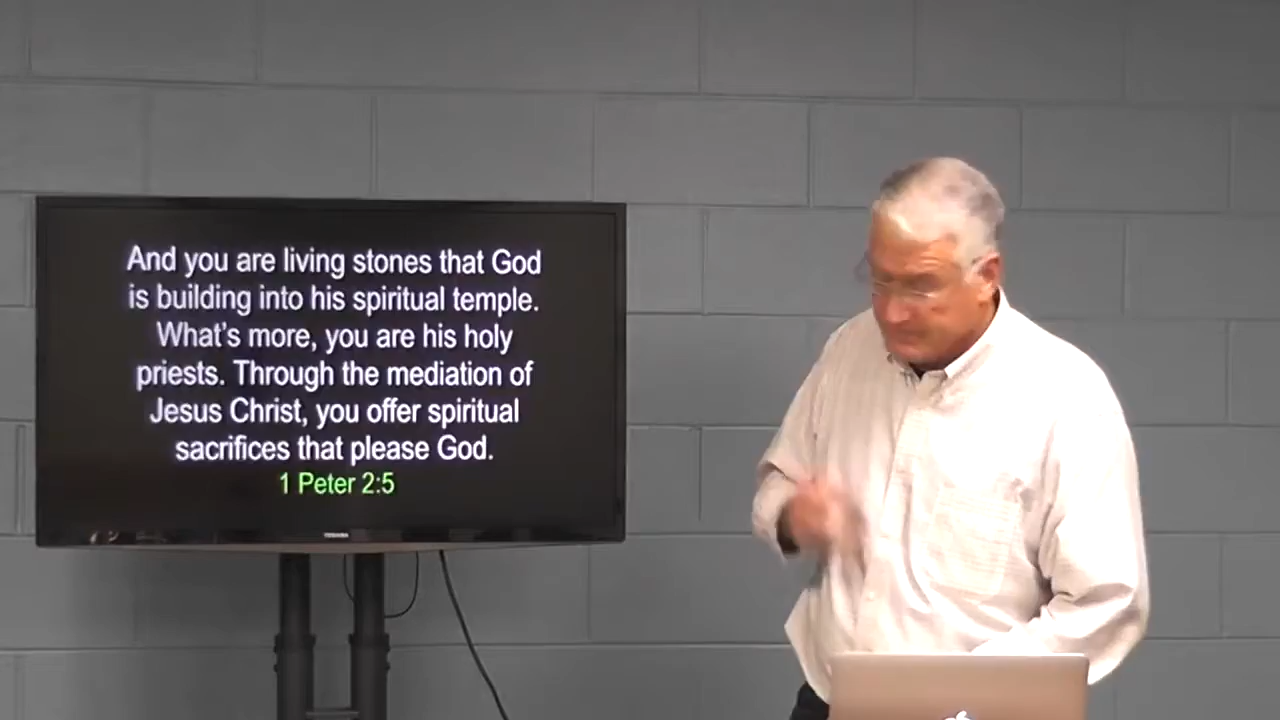 And you are living stones that God
is building into his spiritual temple.
What's more, you are his holy
priests. Through the mediation of
Jesus Christ, you offer spiritual
sacrifices that please God.
1 Peter 2:5
TOSHIBA